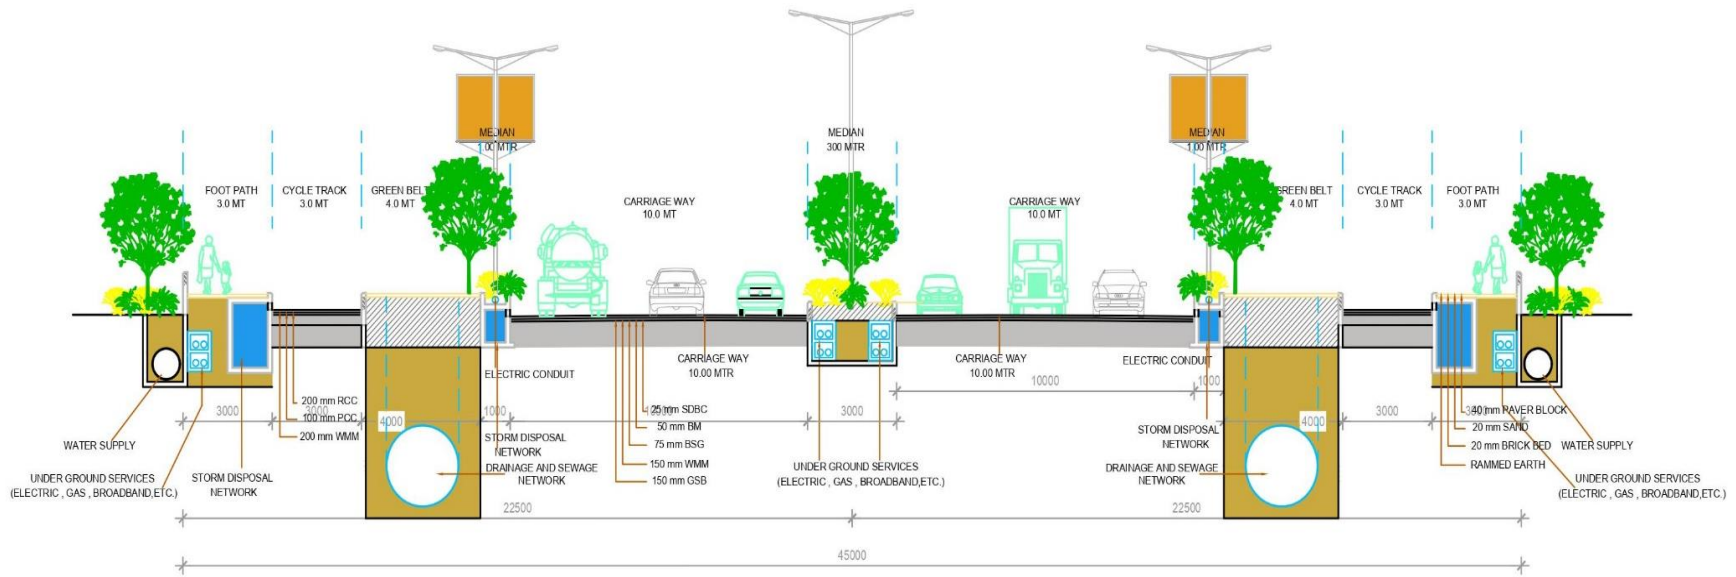 MEDIAN
1.00 MTR
MEDIAN
300 MTR
MEDIAN
1.00 MTR
FOOT PATH
3.0 MT
CYCLE TRACK
3.0 MT
GREEN BELT
4.0 MT
CARRIAGE WAY
10.0 MT
CARRIAGE WAY
10.0 MT
GREEN BELT
4.0 MT
CYCLE TRACK
3.0 MT
FOOT PATH
3.0 MT
ELECTRIC CONDUIT
CARRIAGE WAY
10.00 MTR
CARRIAGE WAY
10.00 MTR
ELECTRIC CONDUIT
10000
1000
200 mm RCC
100 mm PCC
200 mm WMM
3000
3000
4000
1000
3000
4000
3000
25 mm SDBC
50 mm BM
75 mm BSG
150 mm WMM
150 mm GSB
40 mm PAVER BLOCK
20 mm SAND
20 mm BRICK BED
RAMMED EARTH
WATER SUPPLY
STORM DISPOSAL
NETWORK
DRAINAGE AND SEWAGE
NETWORK
STORM DISPOSAL
NETWORK
DRAINAGE AND SEWAGE
NETWORK
WATER SUPPLY
UNDER GROUND SERVICES
(ELECTRIC , GAS , BROADBAND,ETC.)
STORM DISPOSAL
NETWORK
UNDER GROUND SERVICES
(ELECTRIC , GAS , BROADBAND,ETC.)
UNDER GROUND SERVICES
(ELECTRIC , GAS , BROADBAND,ETC.)
22500
22500
45000